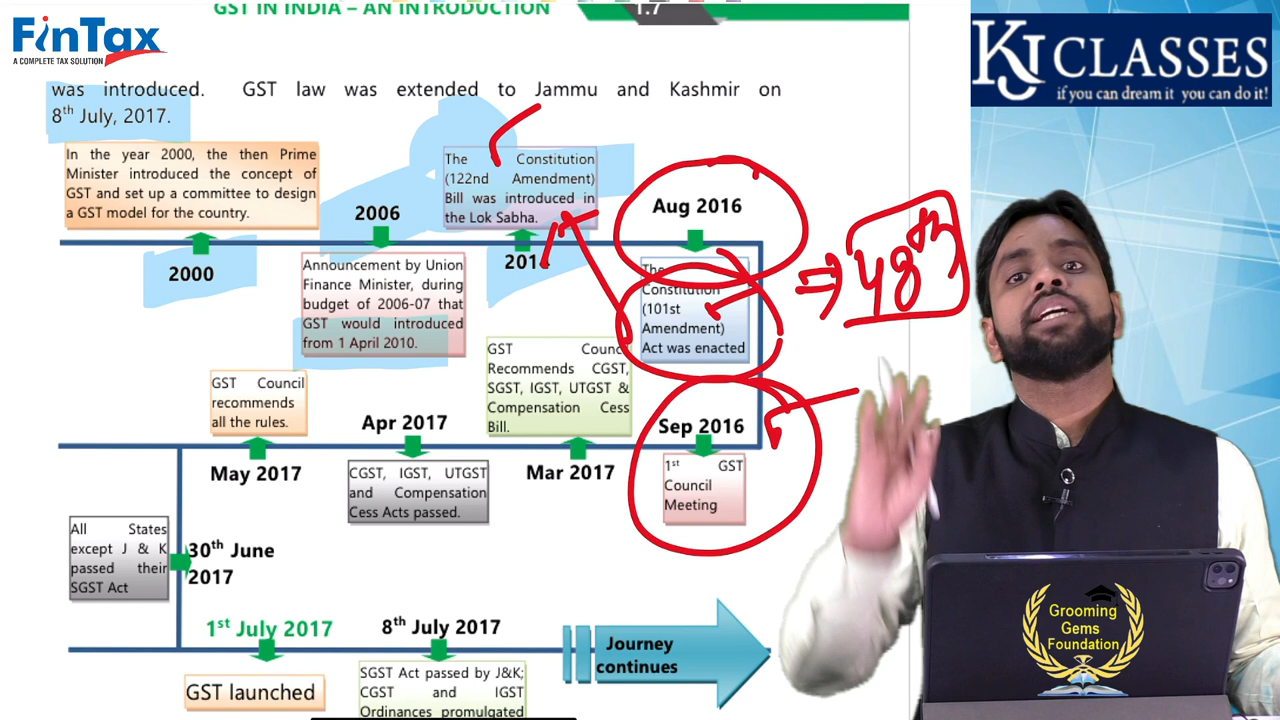 GST IN INDIA – AN INTRODUCTION
1.7
FinTax
A COMPLETE TAX SOLUTION
KJ CLASSES
if you can dream it you can do it!
was introduced. GST law was extended to Jammu and Kashmir on
8th July, 2017.
In the year 2000, the then Prime
Minister introduced the concept of
GST and set up a committee to design
a GST model for the country.
2000
2006
Announcement by Union
Finance Minister, during
budget of 2006-07 that
GST would introduced
from 1 April 2010.
The Constitution
(122nd Amendment)
Bill was introduced in
the Lok Sabha.
201
Aug 2016
The
Constitution
(101st
Amendment)
Act was enacted
48th
Sep 2016
1st GST
Council
Meeting
GST Council
Recommends CGST,
SGST, IGST, UTGST &
Compensation Cess
Bill.
Mar 2017
Apr 2017
CGST, IGST, UTGST
and Compensation
Cess Acts passed.
GST Council
recommends
all the rules.
May 2017
All States
except J & K
passed their
SGST Act
30th June
2017
1st July 2017
GST launched
8th July 2017
SGST Act passed by J&K;
CGST and IGST
Ordinances promulgated
Journey
continues
Grooming
Gems
Foundation